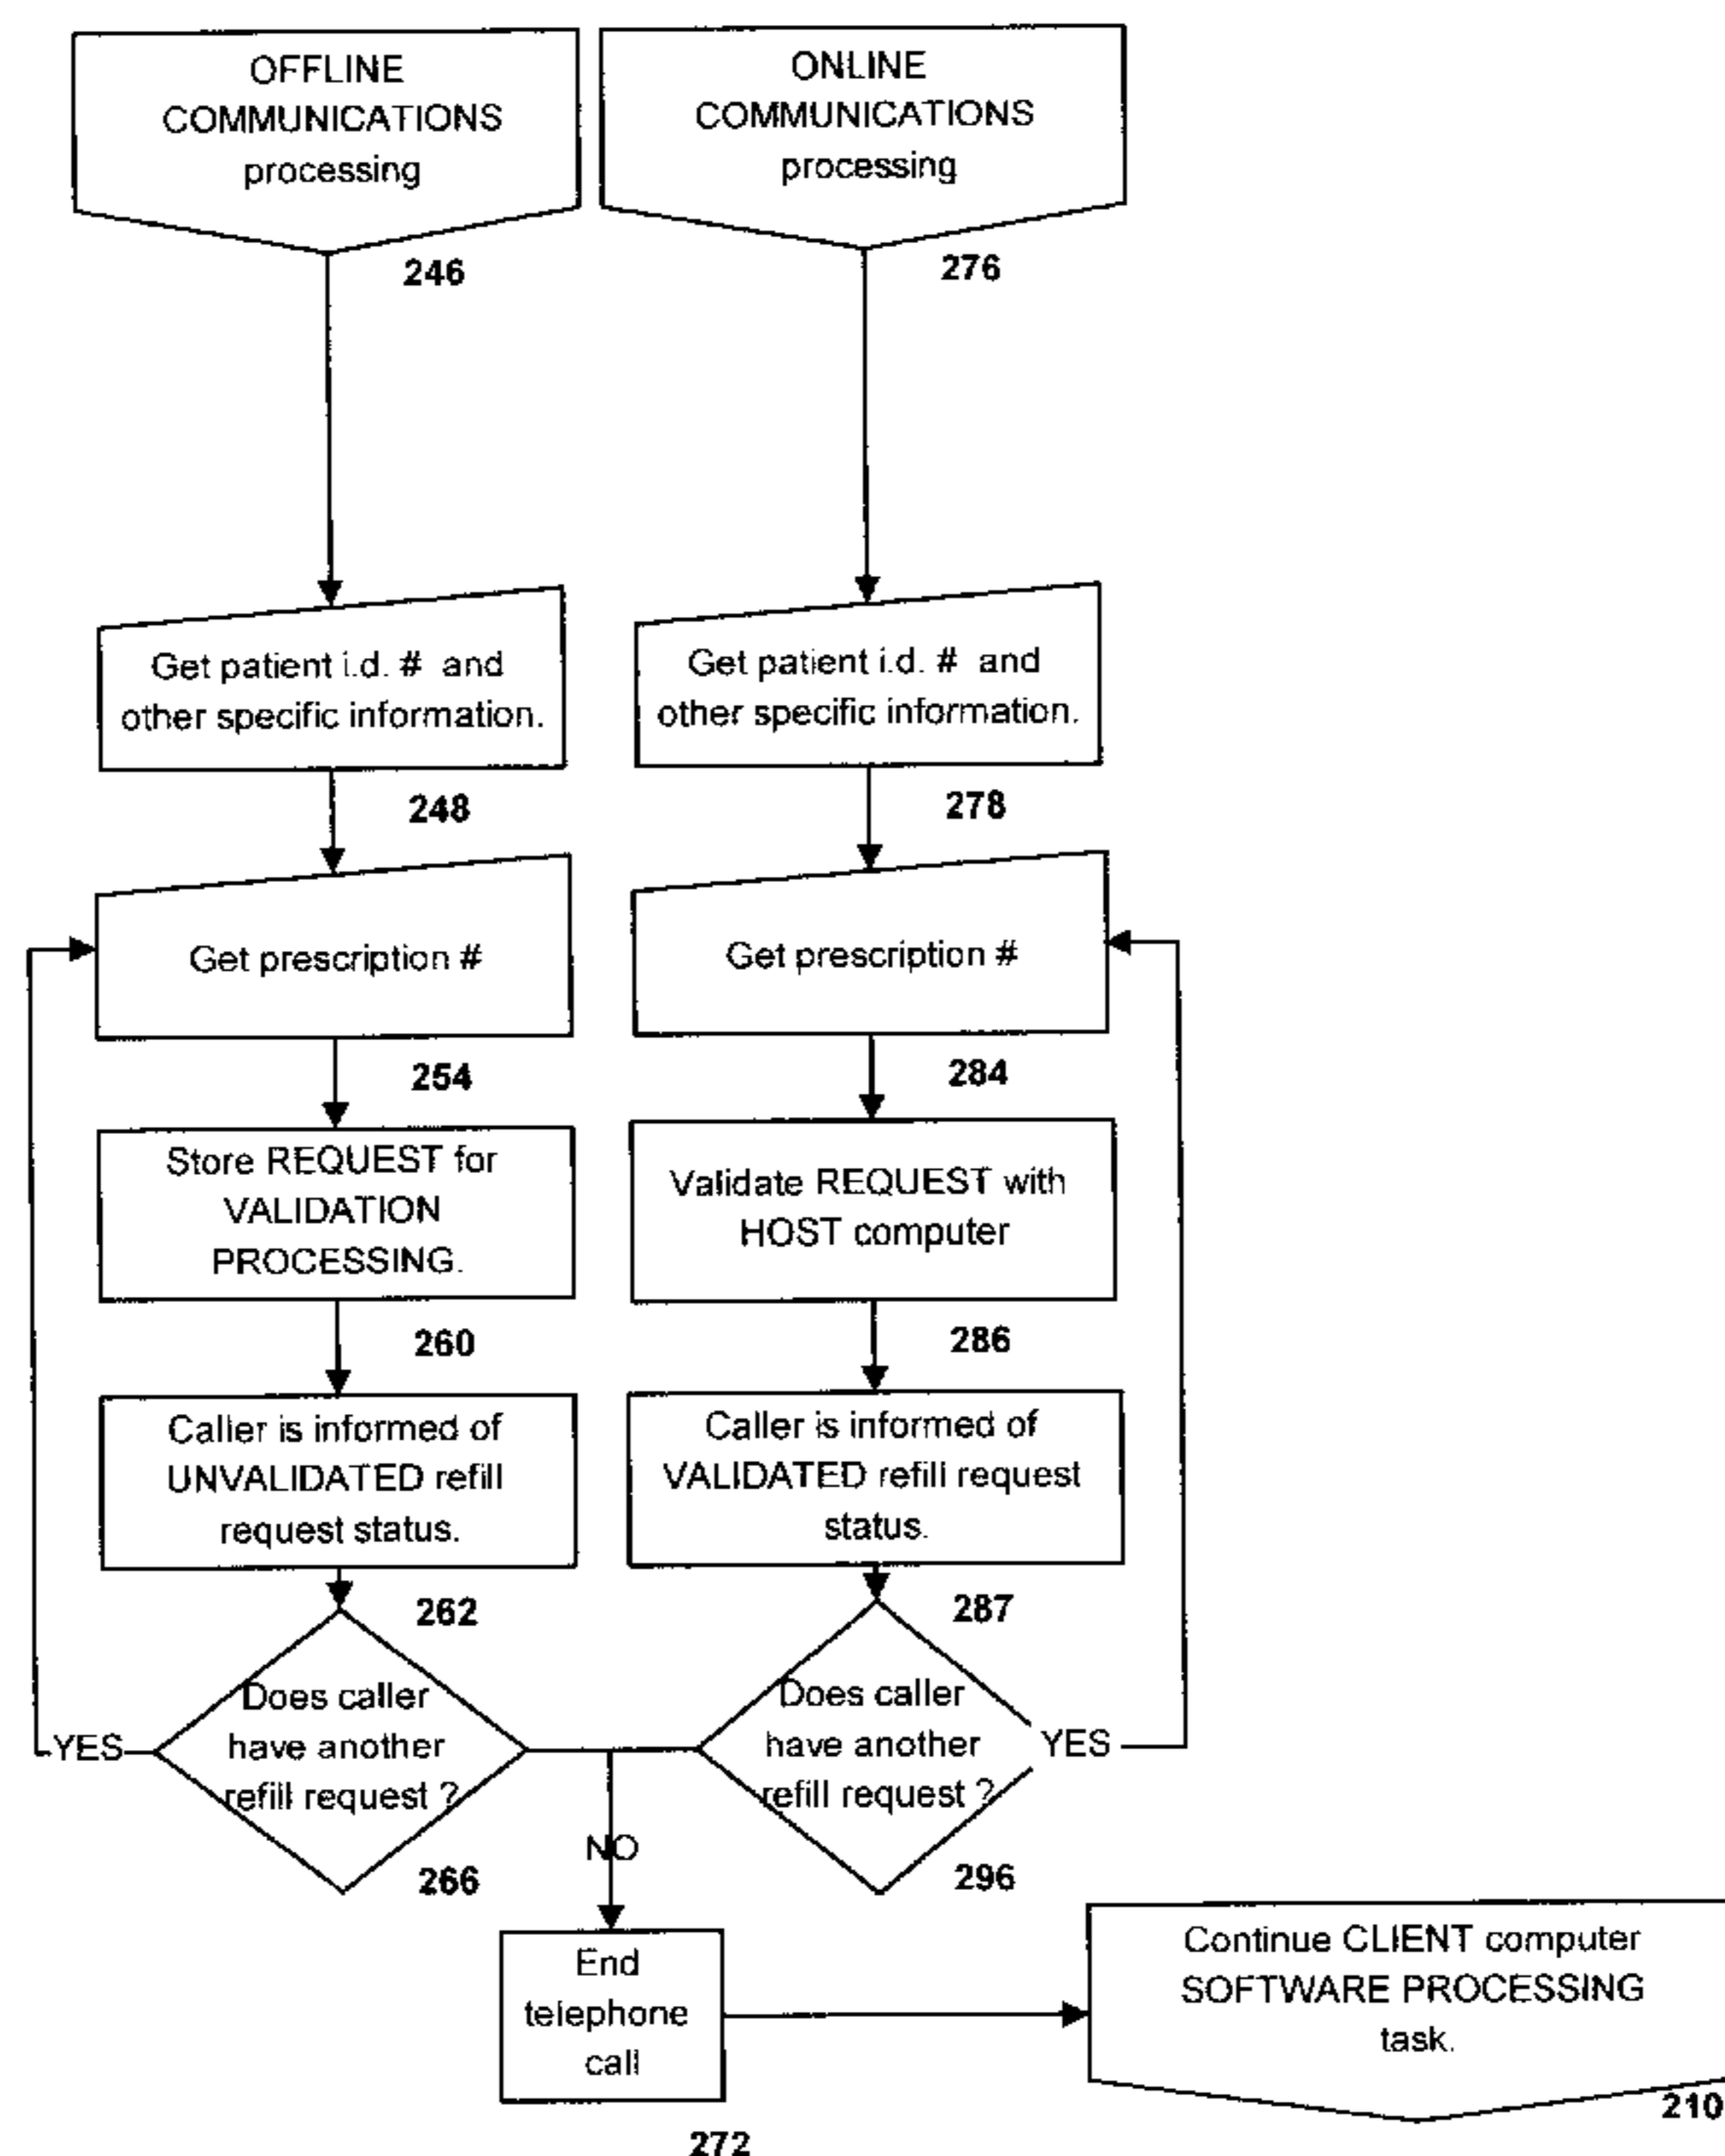 OFFLINE
COMMUNICATIONS
processing
246
ONLINE
COMMUNICATIONS
processing
276
Get patient i.d. # and
other specific information.
248
Get patient i.d. # and
other specific information.
278
Get prescription #
254
Get prescription #
284
Store REQUEST for
VALIDATION
PROCESSING.
260
Validate REQUEST with
HOST computer
286
Caller is informed of
UNVALIDATED refill
request status.
262
Caller is informed of
VALIDATED refill request
status.
287
YES
Does caller
have another
refill request ?
266
Does caller
have another
refill request ?
YES
296
NO
End
telephone
call
272
Continue CLIENT computer
SOFTWARE PROCESSING
task.
210